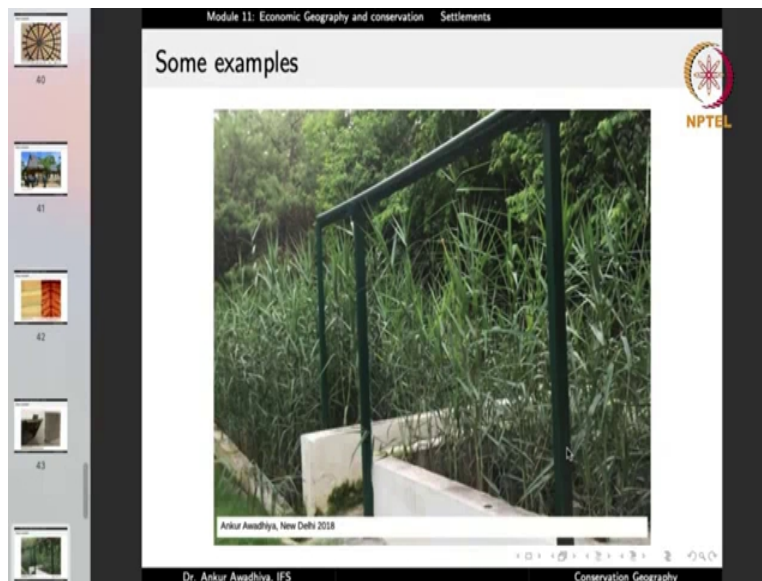 Module 11: Economic Geography and conservation Settlements
Some examples
NPTEL
40
41
42
43
Ankur Awadhiya, New Delhi 2018
Dr. Ankur Awadhiya, IFS Conservation Geography